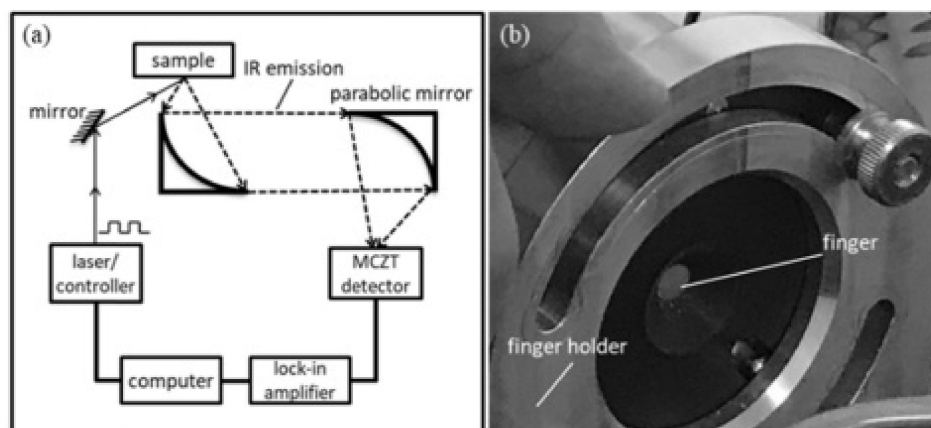 (a)
sample
IR emission
parabolic mirror
mirror
laser/
controller
MCZT
detector
computer
lock-in
amplifier
(b)
finger
finger holder